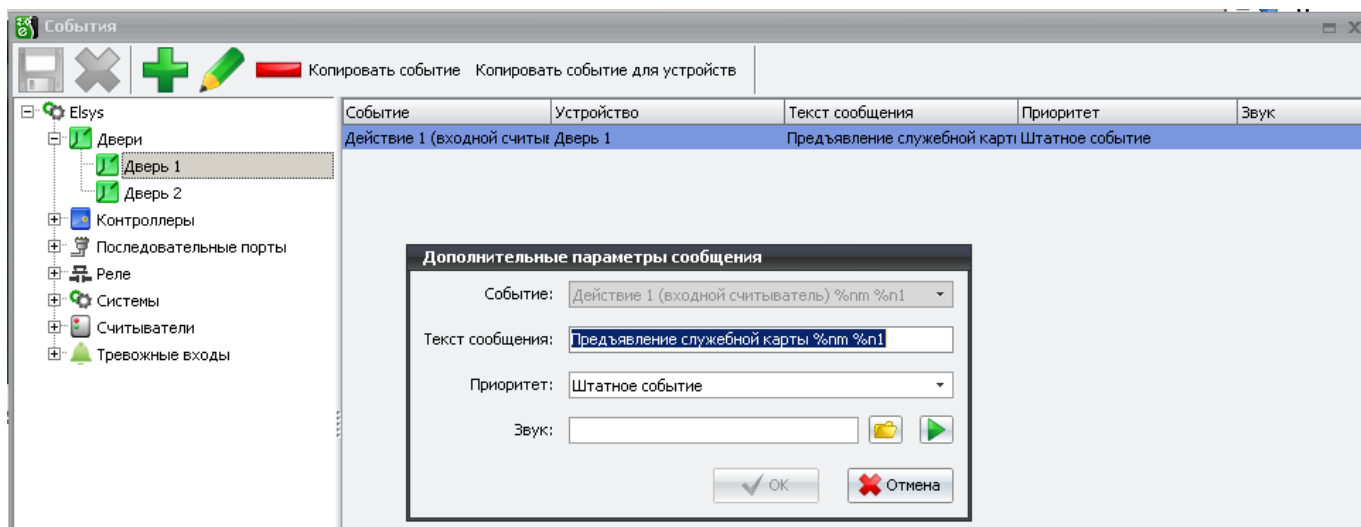 События
Копировать событие Копировать событие для устройств
Elsys
Двери
Дверь 1
Дверь 2
Контроллеры
Последовательные порты
Реле
Системы
Считыватели
Тревожные входы
Событие Устройство Текст сообщения Приоритет Звук
Действие 1 (входной Дверь 1 Предъявление служебной Штатное событие
Дополнительные параметры сообщения
Событие: Действие 1 (входной считыватель) %nm %n1
Текст сообщения: Предъявление служебной карты %nm %n1
Приоритет: Штатное событие
Звук:
OK Отмена